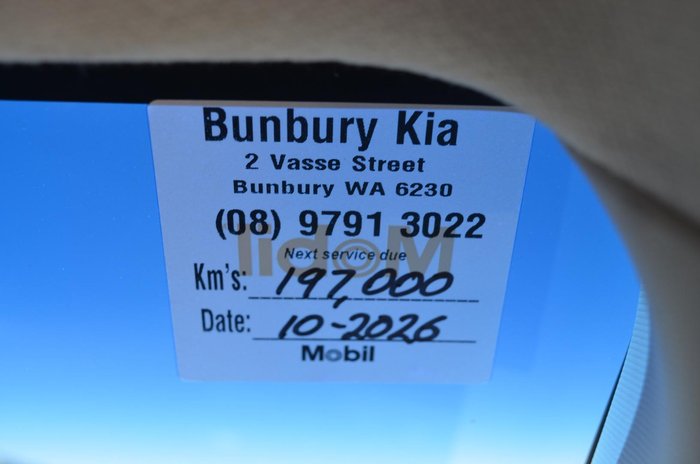 Bunbury Kia
2 Vasse Street
Bunbury WA 6230
(08) 9791 3022
Mobil
Next service due
Km's: 197,000
Date: 10-2026
Mobil